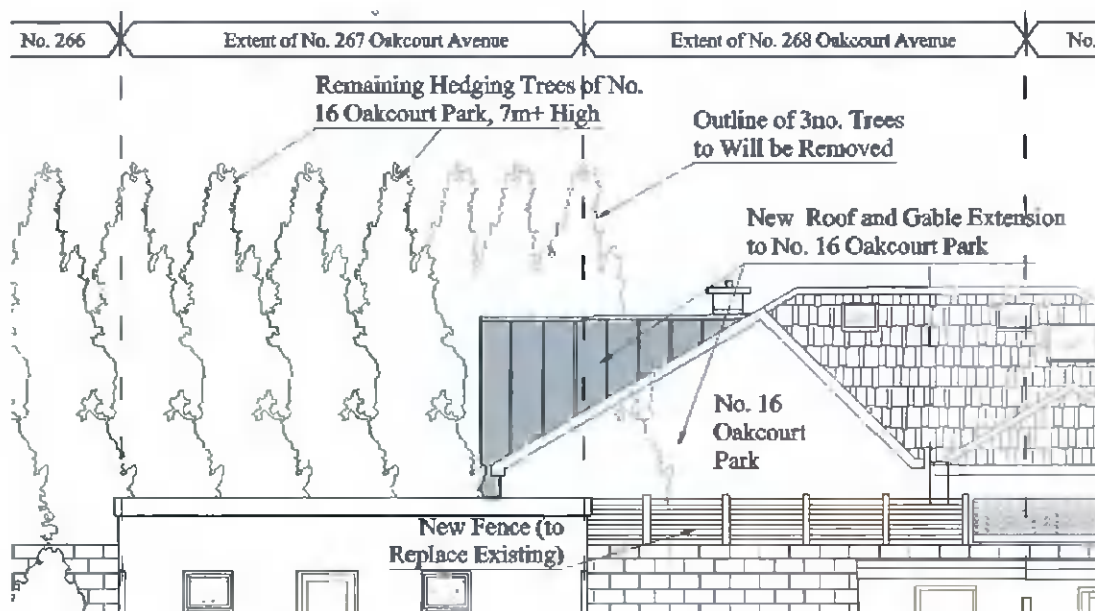 No. 266
Extent of No. 267 Oakcourt Avenue
Extent of No. 268 Oakcourt Avenue
No.
Remaining Hedging Trees of No.
16 Oakcourt Park, 7m+ High
Outline of 3no. Trees
to Will be Removed
New Roof and Gable Extension
to No. 16 Oakcourt Park
No. 16
Oakcourt
Park
New Fence (to
Replace Existing)